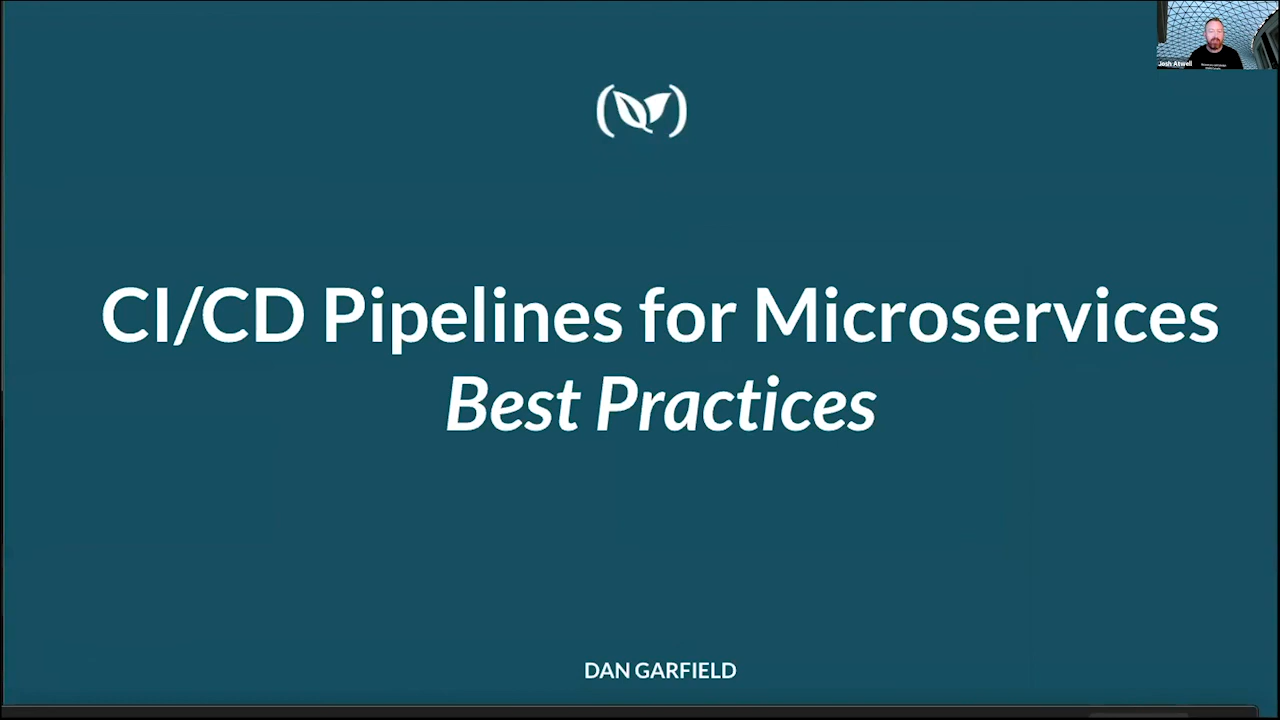 Josh Atwell
CI/CD Pipelines for Microservices
Best Practices
DAN GARFIELD